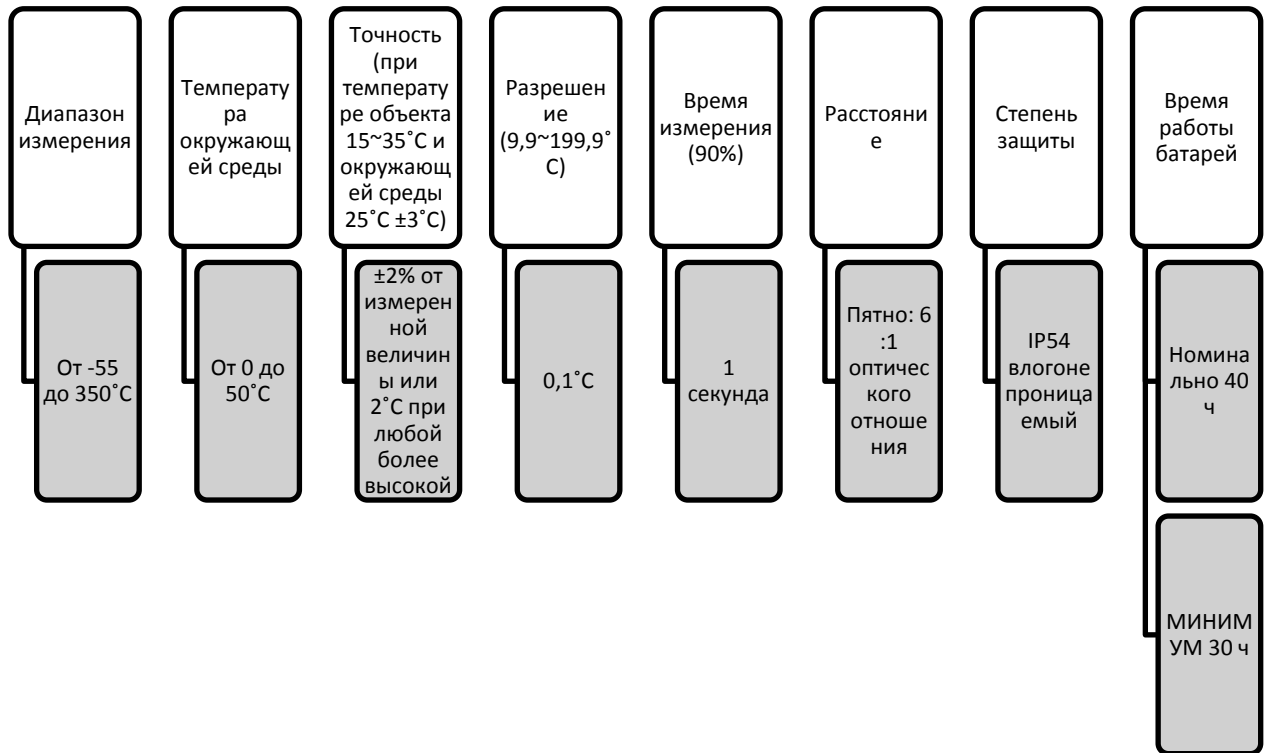 Диапазон
измерения
Температу
ра
окружающ
ей среды
Точность
(при
температу
ре объекта
15~35˚C и
окружающ
ей среды
25˚C ±3˚C)
Разрешен
ие
(9,9~199,9˚
C)
Время
измерения
(90%)
Расстояни
е
Степень
защиты
Время
работы
батарей
От -55
до 350˚C
От 0 до
50˚C
±2% от
измерен
ной
величин
ы или
2˚C при
любой
более
высокой
0,1˚C
1
секунда
Пятно: 6
:1
оптичес
кого
отноше
ния
IP54
влогоне
проница
емый
Номина
льно 40
ч
МИНИМ
УМ 30 ч